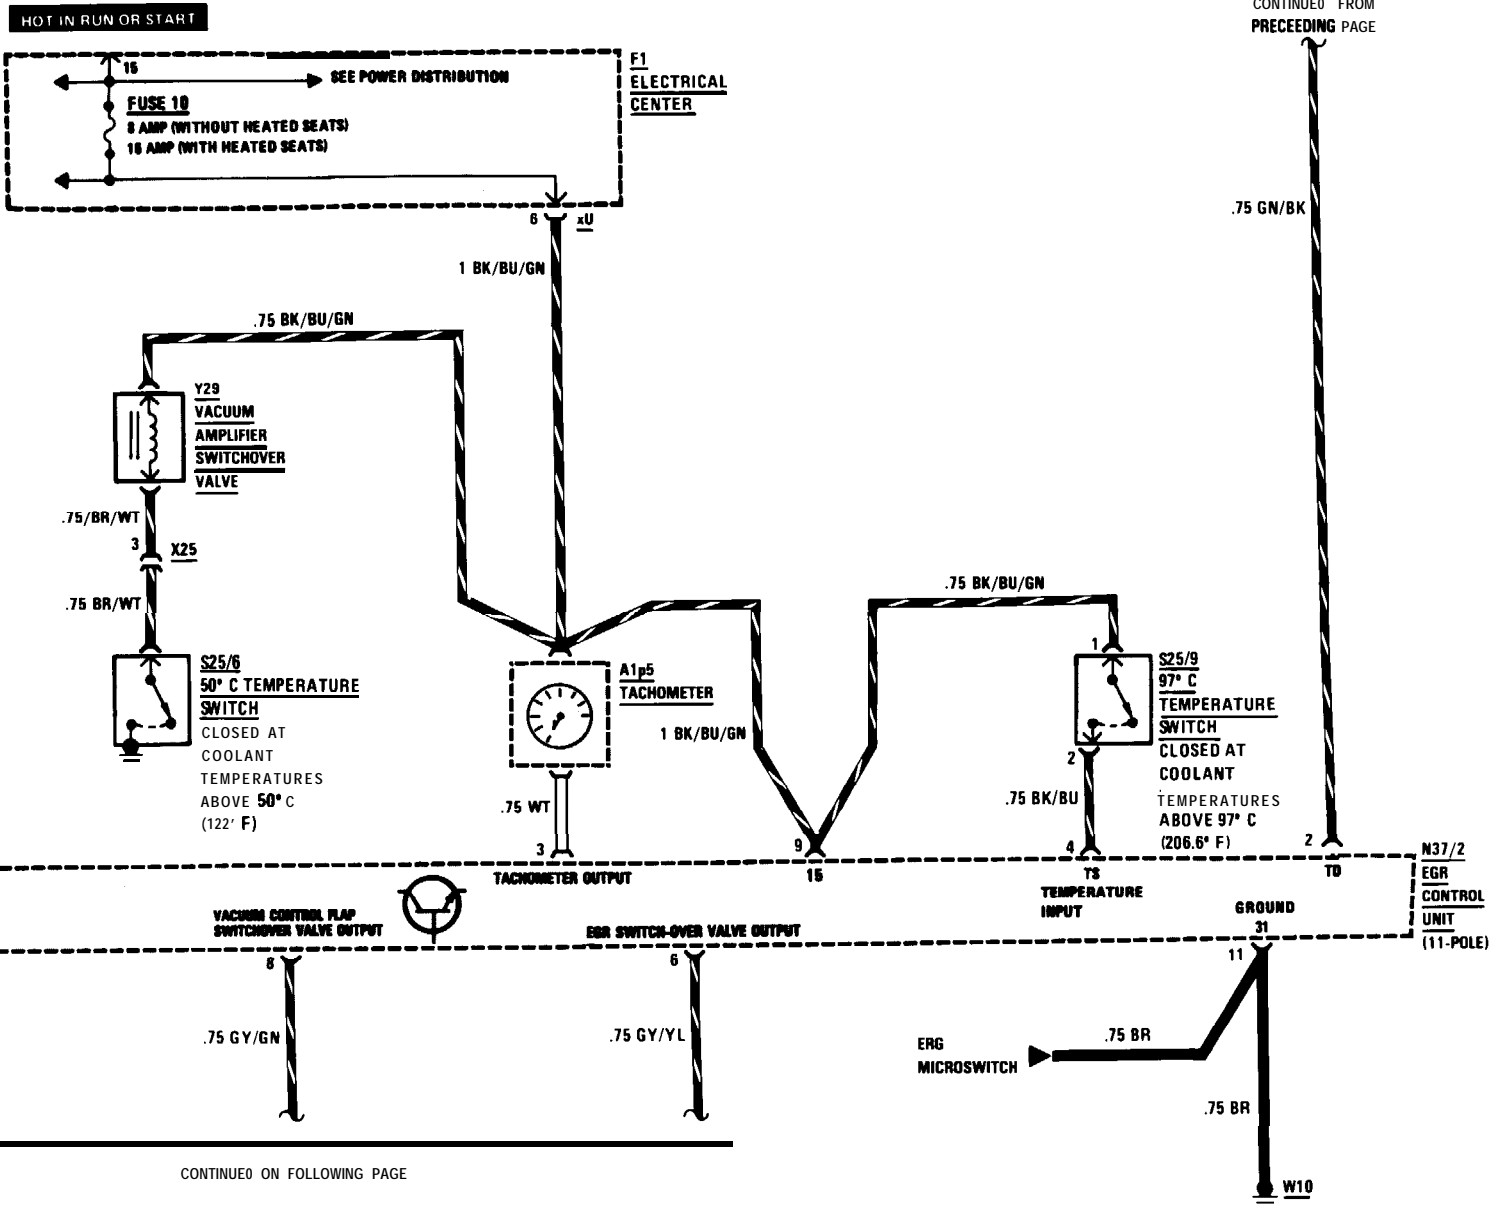 HOT IN RUN OR START
CONTINUE0 FROM
PRECEEDING PAGE
15
SEE POWER DISTRIBUTION
F1
ELECTRICAL
CENTER
FUSE 10
8 AMP (WITHOUT HEATED SEATS)
16 AMP (WITH HEATED SEATS)
6
xU
.75 GN/BK
1 BK/BU/GN
.75 BK/BU/GN
Y29
VACUUM
AMPLIFIER
SWITCHOVER
VALVE
.75/BR/WT
3
X25
.75 BR/WT
.75 BK/BU/GN
S25/6
50° C TEMPERATURE
SWITCH
CLOSED AT
COOLANT
TEMPERATURES
ABOVE 50° C
(122' F)
A1p5
TACHOMETER
1 BK/BU/GN
.75 WT
3
9
1
S25/9
97° C
TEMPERATURE
SWITCH
CLOSED AT
COOLANT
TEMPERATURES
ABOVE 97° C
(206.6° F)
2
.75 BK/BU
4
2
N37/2
EGR
CONTROL
UNIT
(11-POLE)
TACHOMETER OUTPUT
15
TS
TEMPERATURE
INPUT
TD
VACUUM CONTROL FLAP
SWITCHOVER VALVE OUTPUT
EGR SWITCH-OVER VALVE OUTPUT
GROUND
31
8
6
11
.75 GY/GN
.75 GY/YL
ERG
MICROSWITCH
.75 BR
.75 BR
W10
CONTINUE0 ON FOLLOWING PAGE